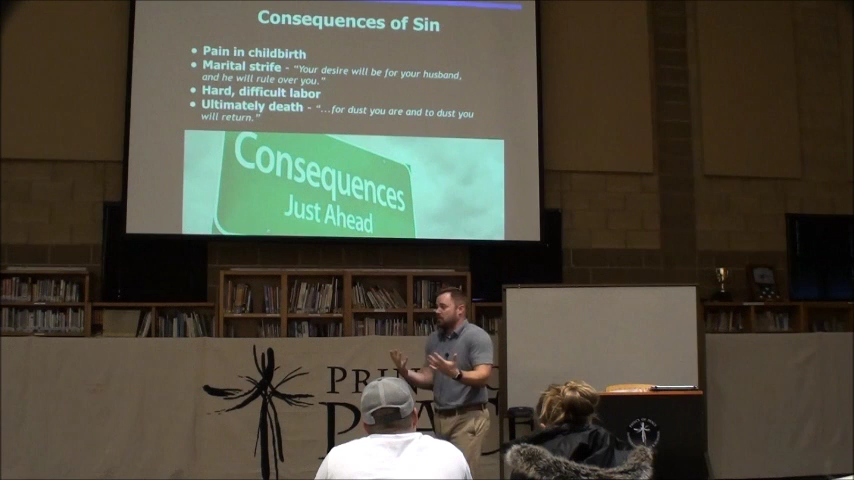 Consequences of Sin
• Pain in childbirth
• Marital strife - "Your desire will be for your husband,
and he will rule over you."
• Hard, difficult labor
• Ultimately death - "...for dust you are and to dust you
will return."
Consequences
Just Ahead